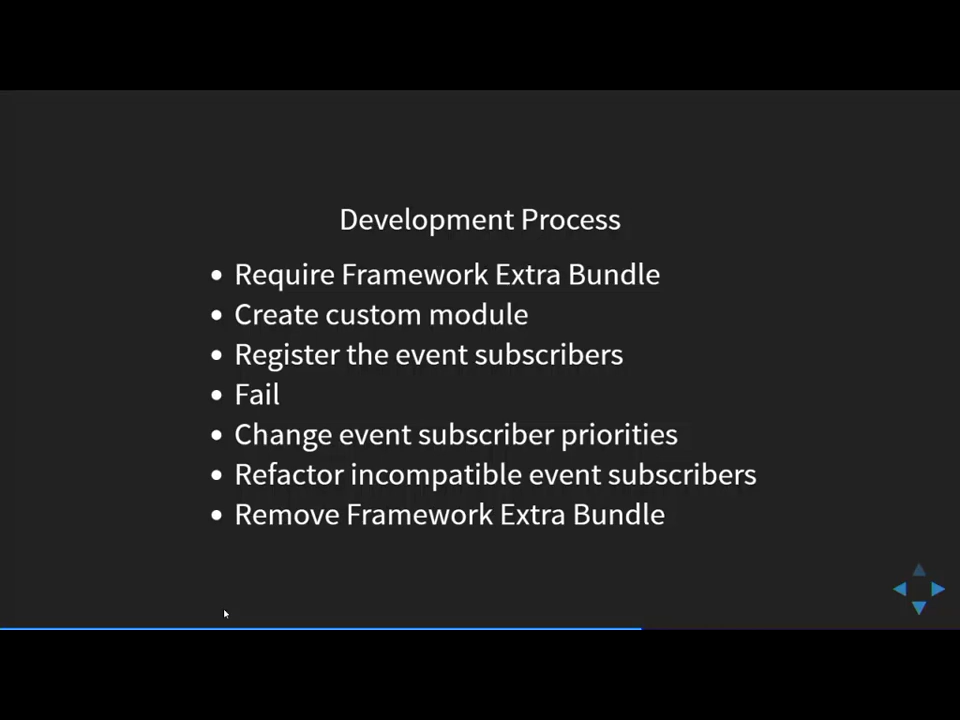 Development Process
• Require Framework Extra Bundle
• Create custom module
• Register the event subscribers
• Fail
• Change event subscriber priorities
• Refactor incompatible event subscribers
• Remove Framework Extra Bundle